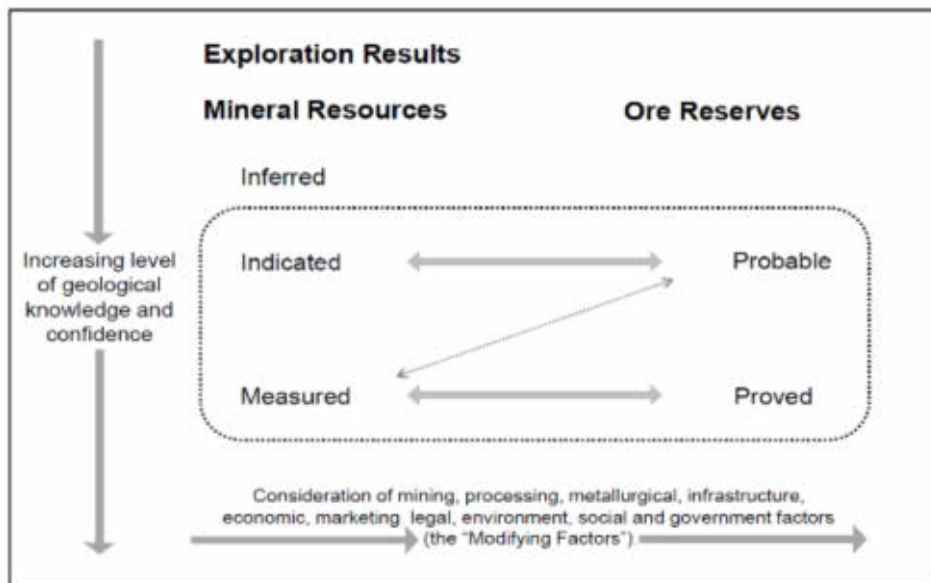 Exploration Results
Mineral Resources
Ore Reserves
Inferred
Increasing level
of geological
knowledge and
confidence
Indicated
Probable
Measured
Proved
Consideration of mining, processing, metallurgical, infrastructure,
economic, marketing legal, environment, social and government factors
(the "Modifying Factors")